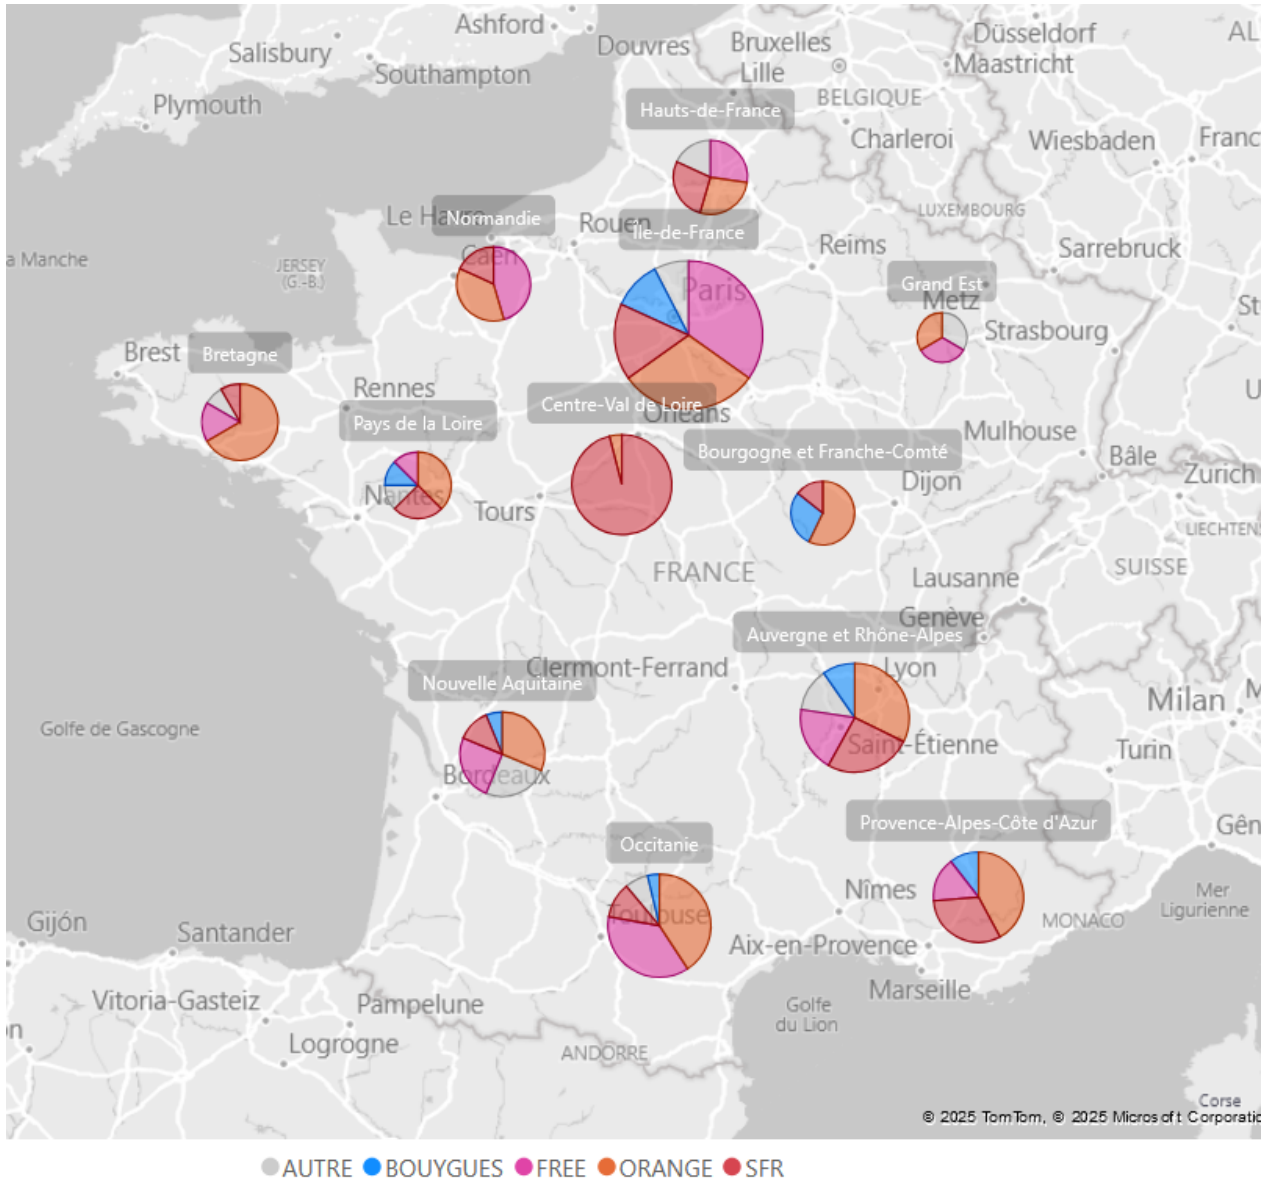 Ashford
Douvres
Bruxelles
Düsseldorf
AL
Salisbury
Southampton
Lille
Maastricht
Plymouth
Hauts-de-France
BELGIQUE
Charleroi
Wiesbaden
Franc
Le Havre
Normandie
Rouen
Île-de-France
LUXEMBOURG
Caen
Reims
Sarrebruck
a Manche
JERSEY
(G.-B.)
Paris
Grand Est
Metz
St
Strasbourg
Brest
Bretagne
Rennes
U
Centre-Val de Loire
Orléans
Pays de la Loire
Mulhouse
Bourgogne et Franche-Comté
Bâle
Zurich
Dijon
Nantes
Tours
LIECHTENS
FRANCE
SUISSE
Lausanne
Genève
Auvergne et Rhône-Alpes
Clermont-Ferrand
Lyon
Nouvelle Aquitaine
Milan
M
Golfe de Gascogne
Saint-Étienne
Turin
Bordeaux
Provence-Alpes-Côte d'Azur
Gên
Occitanie
Nîmes
Mer
Ligurienne
Toulouse
MONACO
Gijón
Santander
Aix-en-Provence
Marseille
Vitoria-Gasteiz
Pampelune
Golfe
du Lion
on
Logrogne
ANDORRE
Corse
© 2025 TomTom, © 2025 Microsoft Corporatio
AUTRE BOUYGUES FREE ORANGE SFR